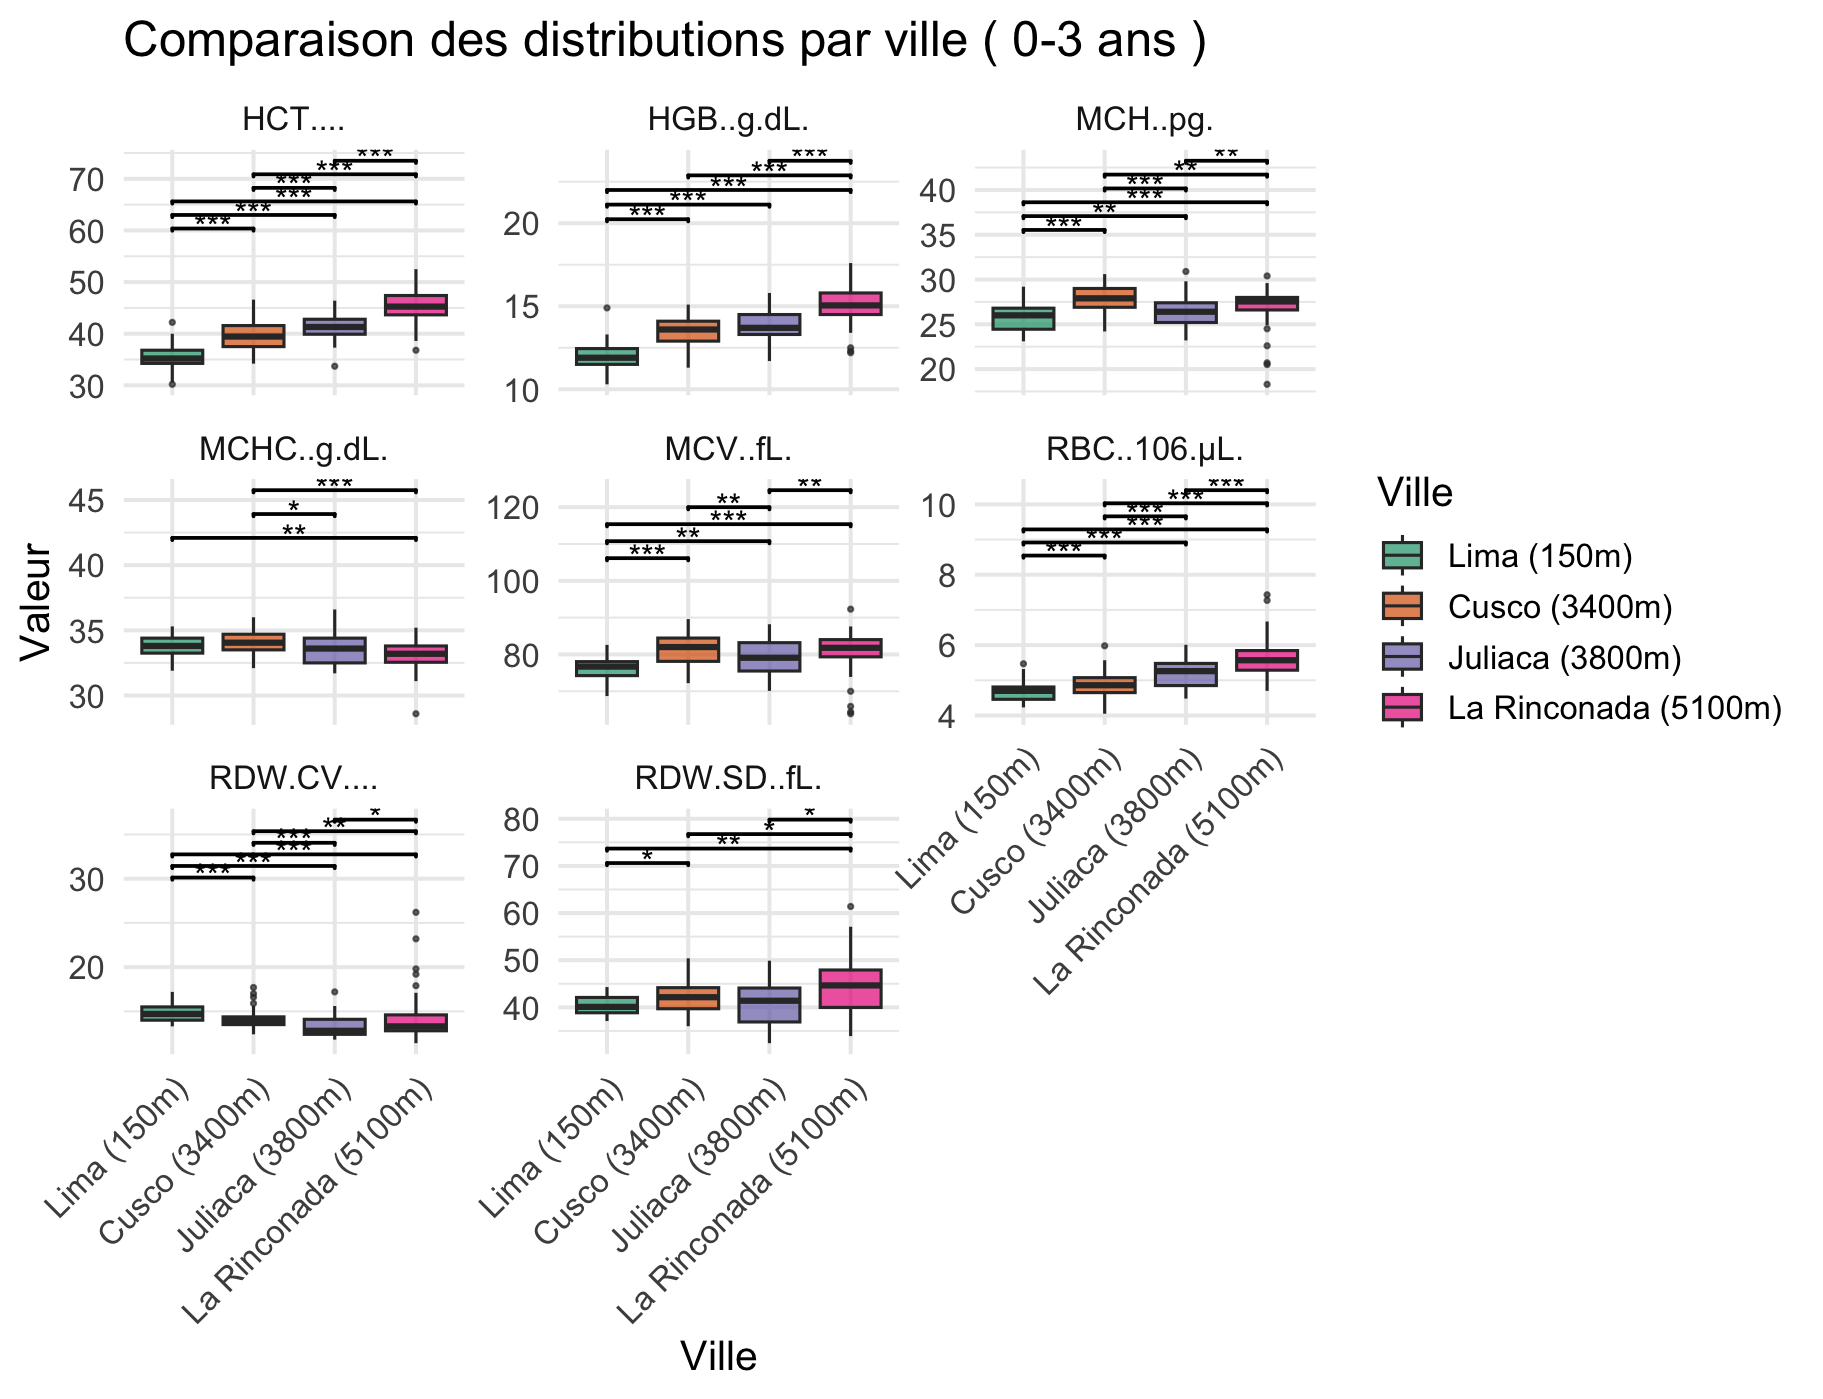 Comparaison des distributions par ville ( 0-3 ans )
HCT....
HGB..g.dL.
MCH..pg.
70
60
50
40
30
***
***
***
***
***
***
20
15
10
***
***
***
***
***
40
35
30
25
20
**
**
***
***
**
***
MCHC..g.dL.
MCV..fL.
RBC..106.µL.
45
40
35
30
***
*
**
120
100
80
**
**
***
**
***
10
8
6
4
***
***
***
***
***
***
Lima (150m)
Cusco (3400m)
Juliaca (3800m)
La Rinconada (5100m)
RDW.CV....
RDW.SD..fL.
30
20
*
**
***
***
***
***
80
70
60
50
40
*
*
**
*
Lima (150m)
Cusco (3400m)
Juliaca (3800m)
La Rinconada (5100m)
Lima (150m)
Cusco (3400m)
Juliaca (3800m)
La Rinconada (5100m)
Valeur
Ville
Ville
Lima (150m)
Cusco (3400m)
Juliaca (3800m)
La Rinconada (5100m)